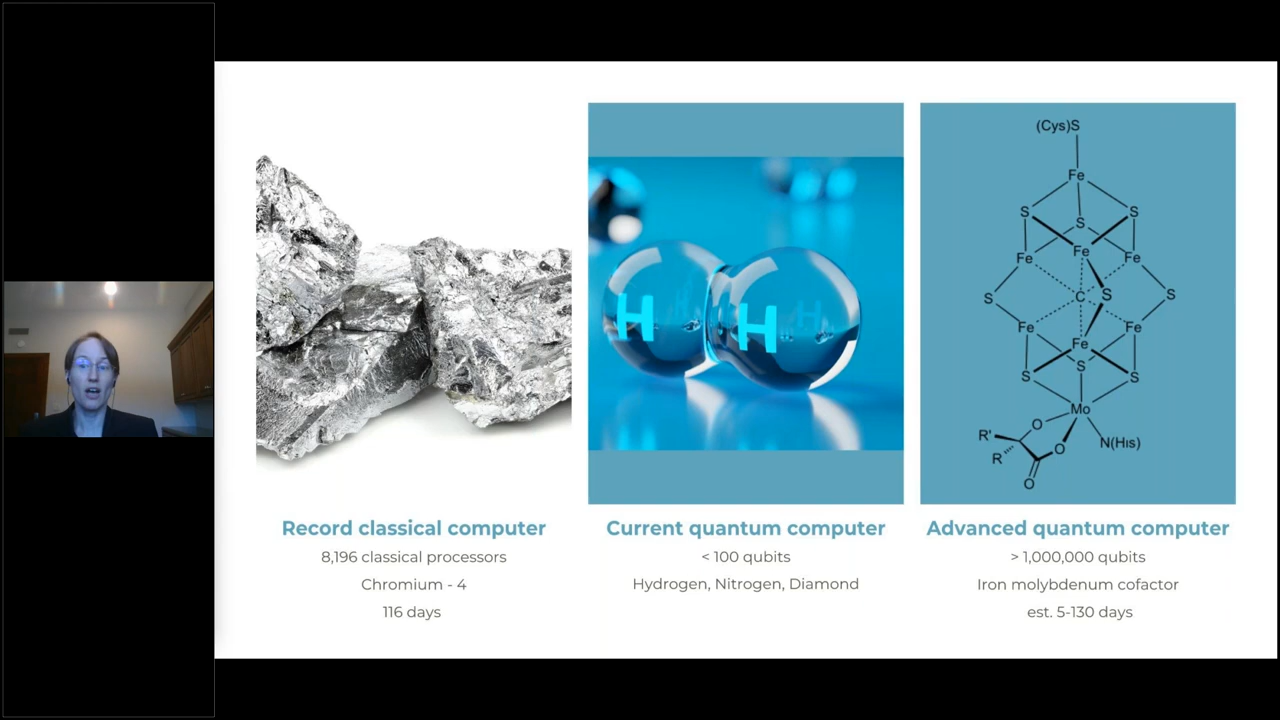 (Cys)S
Fe
S
S
S
Fe
Fe
Fe
S
C
S
S
Fe
Fe
Fe
S
S
S
Mo
O
R'
R
O
N(His)
O
H
H
H
Record classical computer
8,196 classical processors
Chromium - 4
116 days
Current quantum computer
< 100 qubits
Hydrogen, Nitrogen, Diamond
Advanced quantum computer
> 1,000,000 qubits
Iron molybdenum cofactor
est. 5-130 days